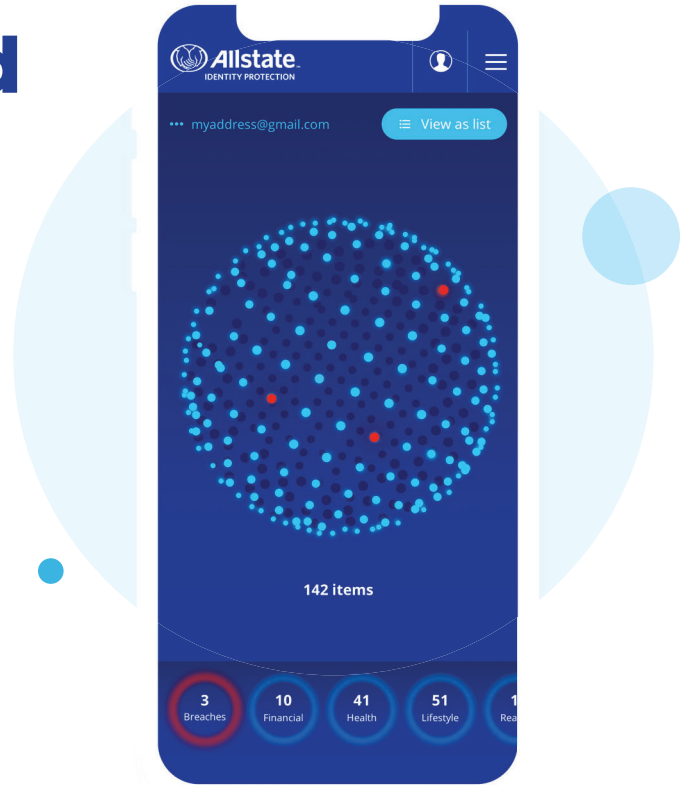 Allstate
IDENTITY PROTECTION
myaddress@gmail.com
View as list
142 items
3
Breaches
10
Financial
41
Health
51
Lifestyle